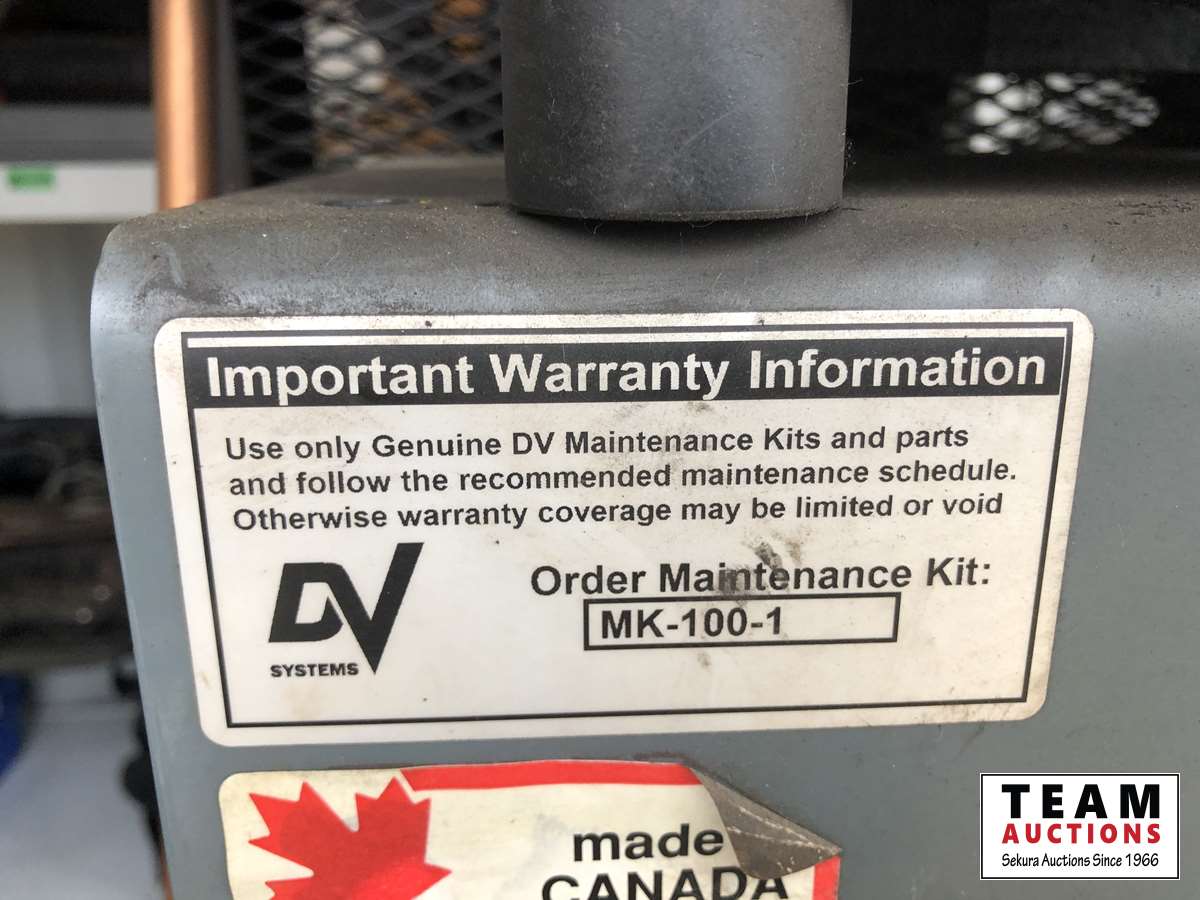 Important Warranty Information
Use only Genuine DV Maintenance Kits and parts
and follow the recommended maintenance schedule.
Otherwise warranty coverage may be limited or void
Order Maintenance Kit:
MK-100-1
DV
SYSTEMS
made
CANADA
TEAM
AUCTIONS
Sekura Auctions Since 1966